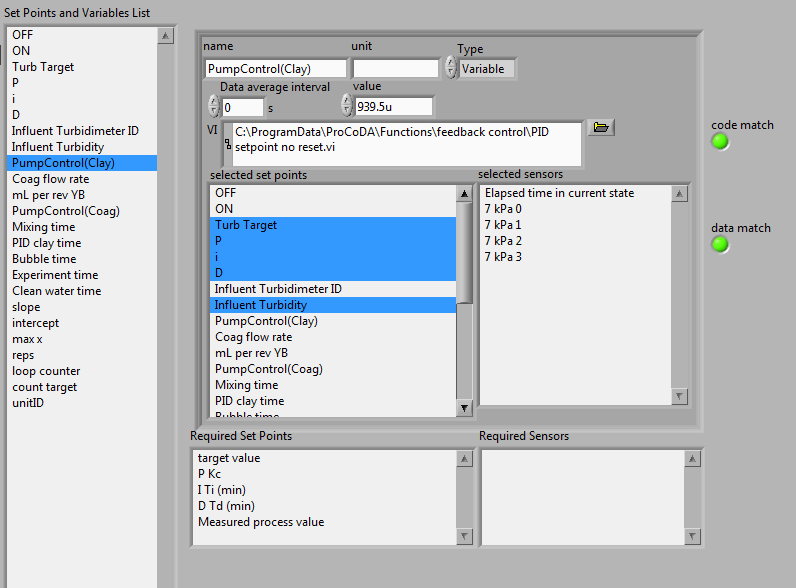 Set Points and Variables List
OFF
ON
Turb Target
P
i
D
Influent Turbidimeter ID
Influent Turbidity
PumpControl(Clay)
Coag flow rate
mL per rev YB
PumpControl(Coag)
Mixing time
PID clay time
Bubble time
Experiment time
Clean water time
slope
intercept
max x
reps
loop counter
count target
unitID
name
unit
Type
PumpControl(Clay)
Variable
Data average interval
value
0
s
939.5u
VI
C:\ProgramData\ProCoDA\Functions\feedback control\PID
setpoint no reset.vi
selected set points
OFF
ON
Turb Target
P
i
D
Influent Turbidimeter ID
Influent Turbidity
PumpControl(Clay)
Coag flow rate
mL per rev YB
PumpControl(Coag)
Mixing time
PID clay time
Bubble time
selected sensors
Elapsed time in current state
7 kPa 0
7 kPa 1
7 kPa 2
7 kPa 3
code match
data match
Required Set Points
target value
P Kc
I Ti (min)
D Td (min)
Measured process value
Required Sensors